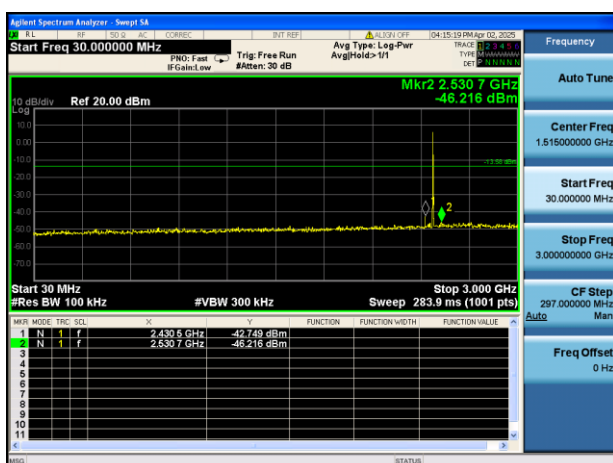 Agilent Spectrum Analyzer - Swept SA
RL RF 50 Ω AC CORREC INT REF ALIGN OFF 04:15:19 PM Apr 02, 2025
Start Freq 30.000000 MHz
PNO: Fast
IFGain:Low
Trig: Free Run
#Atten: 30 dB
Avg Type: Log-Pwr
Avg|Hold:>1/1
TRACE 1 2 3 4 5 6
TYPE M
DET P N N N N N
Mkr2 2.530 7 GHz
-46.216 dBm
10 dB/div Ref 20.00 dBm
Log
10.0
0.00
-10.0
-20.0
-30.0
-40.0
-50.0
-60.0
-70.0
-13.58 dBm
2
Start 30 MHz
Stop 3.000 GHz
#Res BW 100 kHz
#VBW 300 kHz
Sweep 283.9 ms (1001 pts)
MKR MODE TRC SCL X Y FUNCTION FUNCTION WIDTH FUNCTION VALUE
1 N 1 f 2.430 5 GHz -42.749 dBm
2 N 1 f 2.530 7 GHz -46.216 dBm
3
4
5
6
7
8
9
10
11
MSG
STATUS
Frequency
Auto Tune
Center Freq
1.515000000 GHz
Start Freq
30.000000 MHz
Stop Freq
3.000000000 GHz
CF Step
297.000000 MHz
Auto Man
Freq Offset
0 Hz